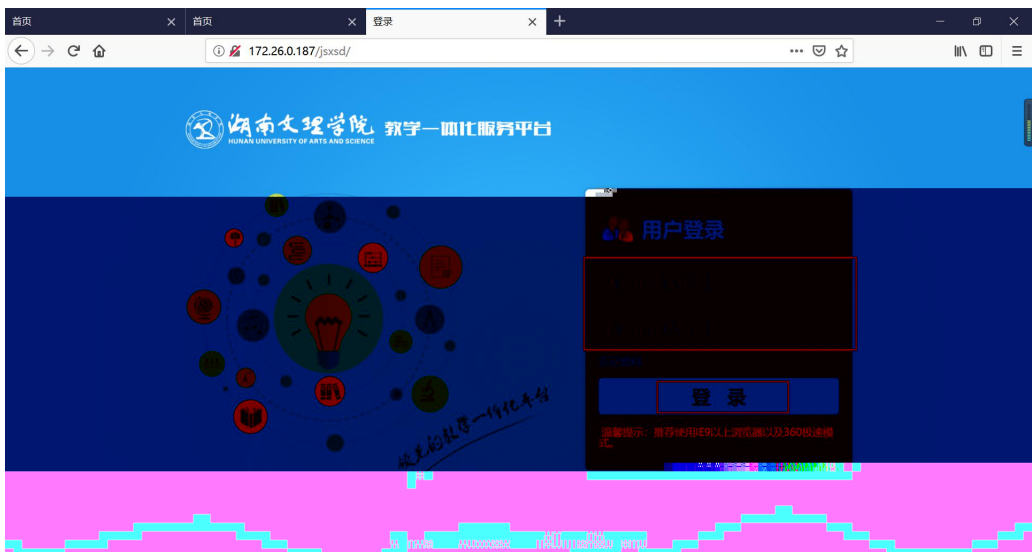 首页
首页
登录
172.26.0.187/jsxsd/
湖南文理学院 教学一体化服务平台
HUNAN UNIVERSITY OF ARTS AND SCIENCE
用户登录
登 录
温馨提示：推荐使用IE9以上浏览器以及360极速模
式。